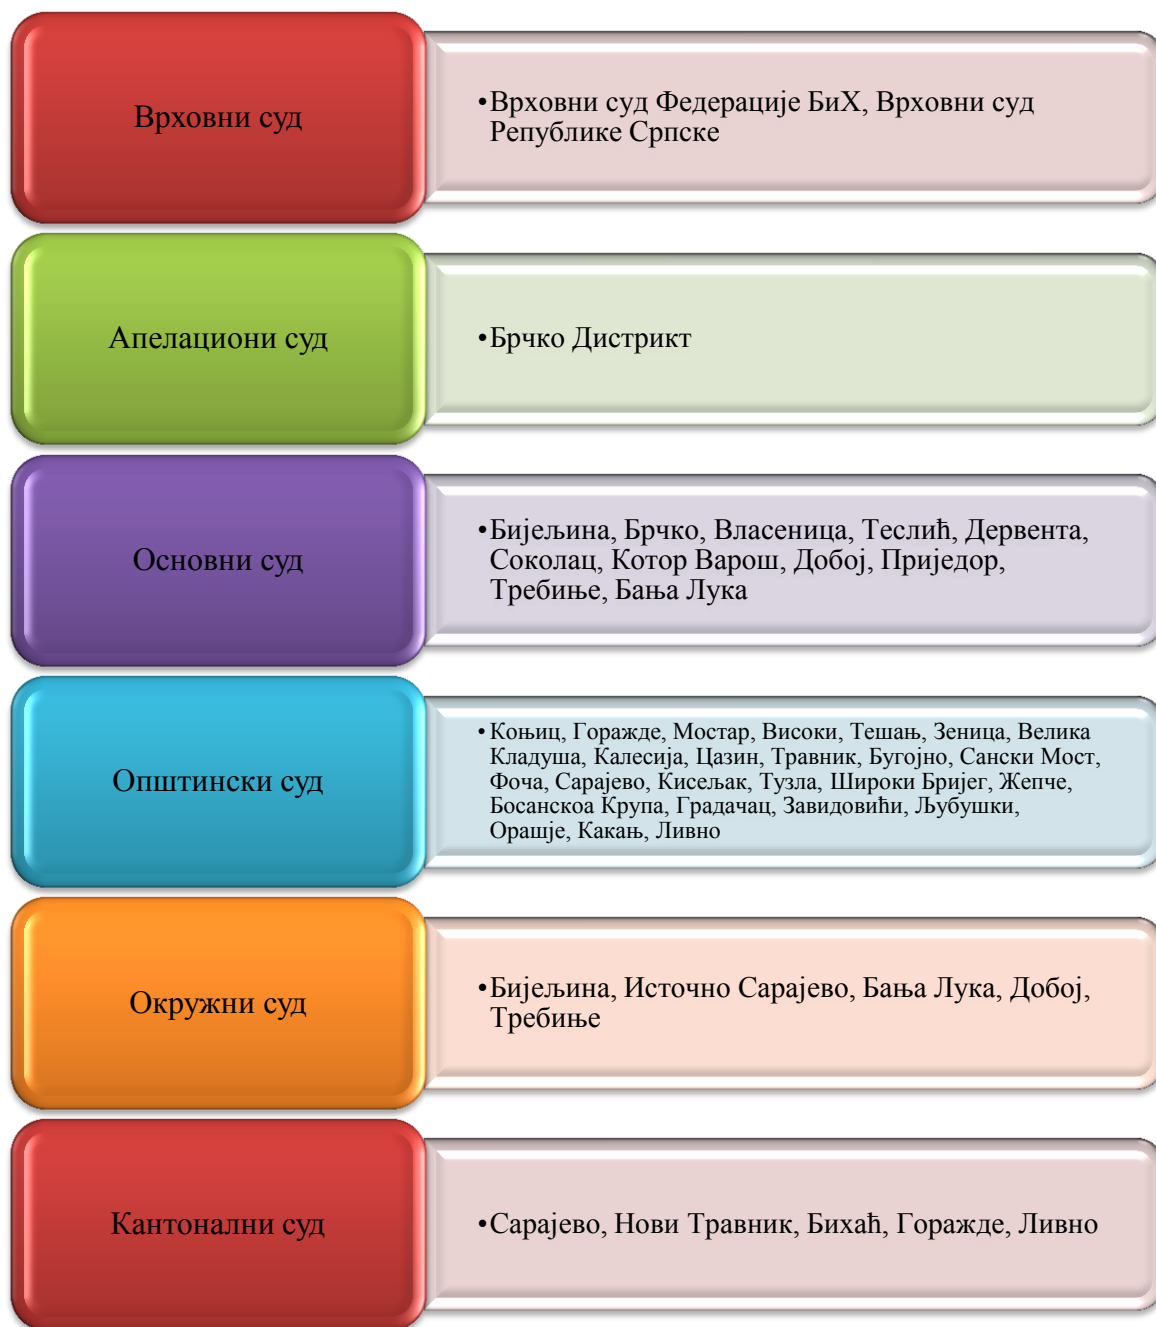 Врховни суд
•Врховни суд Федерације БиХ, Врховни суд
Републике Српске
Апелациони суд
•Брчко Дистрикт
Основни суд
•Бијељина, Брчко, Власеница, Теслић, Дервента,
Соколац, Котор Варош, Добој, Приједор,
Требиње, Бања Лука
Општински суд
• Коњиц, Горажде, Мостар, Високи, Тешањ, Зеница, Велика
Кладуша, Калесија, Цазин, Травник, Бугојно, Сански Мост,
Фоча, Сарајево, Кисељак, Тузла, Широки Бријег, Жепче,
Босанскоа Крупа, Градачац, Завидовићи, Љубушки,
Орашје, Какањ, Ливно
Окружни суд
•Бијељина, Источно Сарајево, Бања Лука, Добој,
Требиње
Кантонални суд
•Сарајево, Нови Травник, Бихаћ, Горажде, Ливно